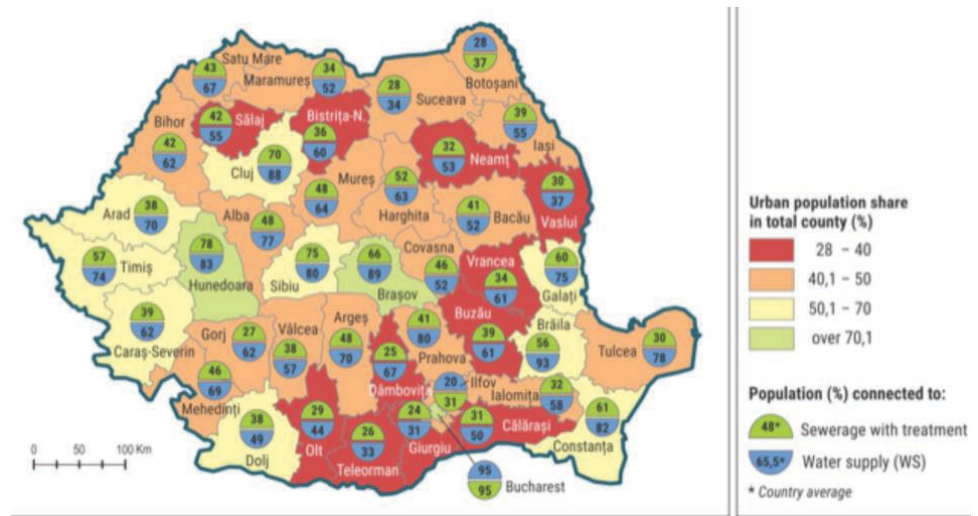 28
37
Botoșani
Satu Mare
43
67
Maramureș
34
52
28
34
Suceava
39
55
Iași
Bihor
42
62
42
55
Sălaj
Bistrița-N.
36
60
32
53
Neamț
70
88
Cluj
Mureș
48
64
52
63
Harghita
41
52
Bacău
30
37
Vaslui
Arad
38
70
Alba
48
77
57
74
Timiș
78
83
Hunedoara
75
80
Sibiu
66
89
Brașov
Covasna
46
52
Vrancea
34
61
60
75
Galați
39
62
Caraș-Severin
Gorj
27
62
Vâlcea
38
57
Argeș
48
70
41
80
Prahova
Buzău
39
61
Brăila
56
93
Tulcea
30
78
46
69
Mehedinți
25
67
Dâmbovița
20
31
Ilfov
Ialomița
32
58
38
49
Dolj
29
44
Olt
26
33
Teleorman
24
31
Giurgiu
31
50
Călărași
61
82
Constanța
95
95
Bucharest
0 50 100 Km
Urban population share
in total county (%)
28 – 40
40,1 – 50
50,1 – 70
over 70,1
Population (%) connected to:
48* Sewerage with treatment
65,5* Water supply (WS)
* Country average